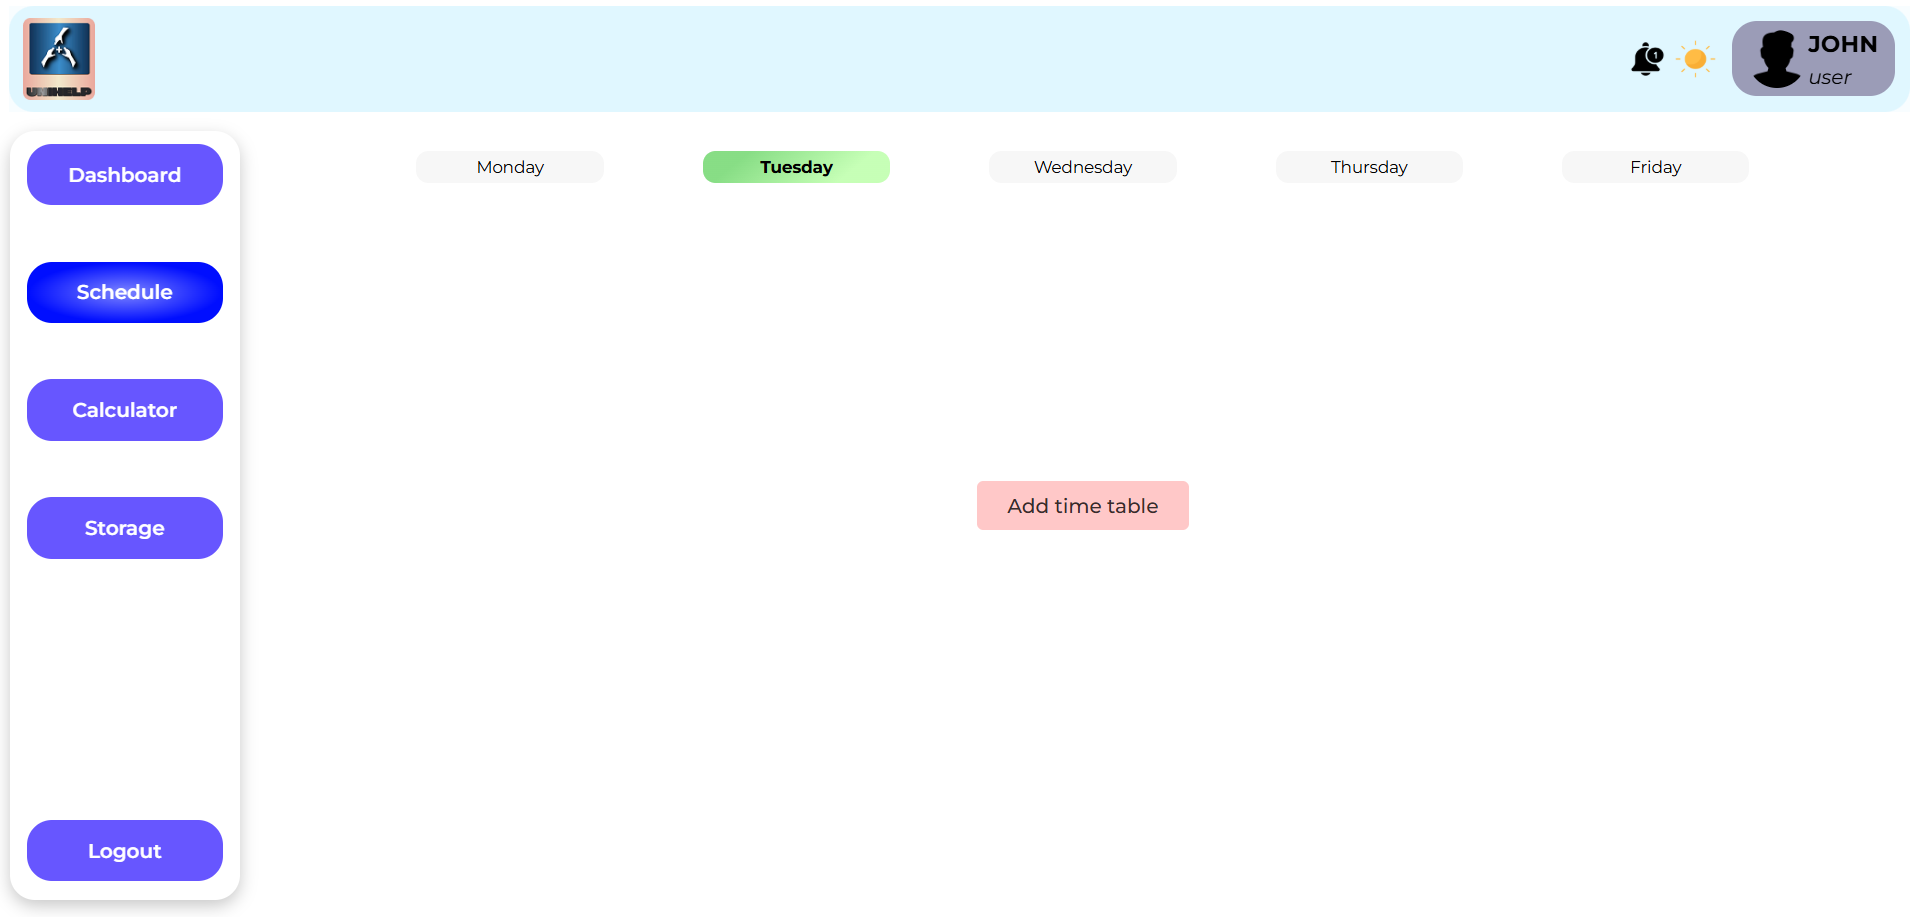 UNIHELP
1
JOHN
user
Dashboard
Schedule
Calculator
Storage
Logout
Monday
Tuesday
Wednesday
Thursday
Friday
Add time table